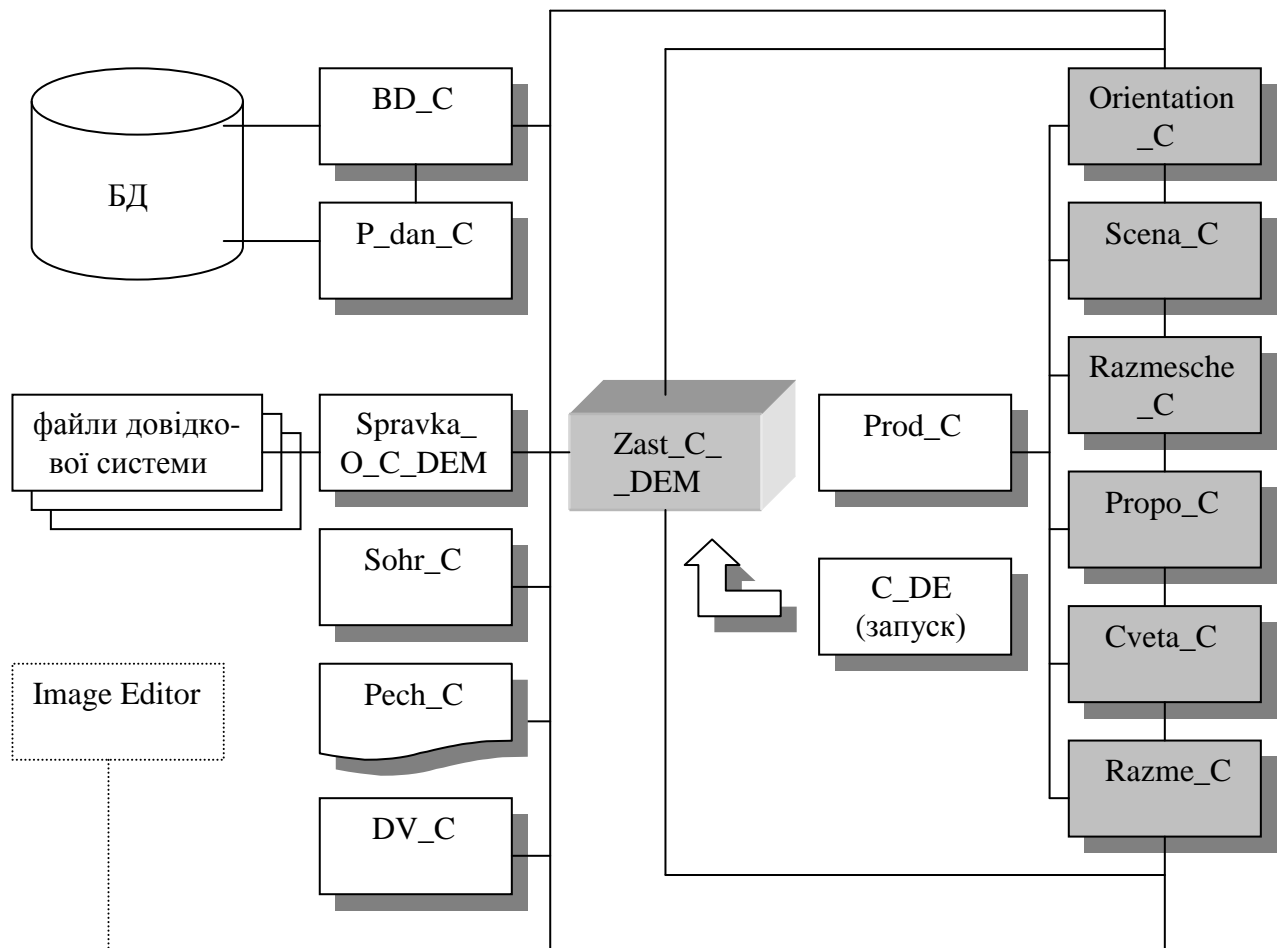 БД
BD_C
P_dan_C
файли довідко-
вої системи
Spravka_
O_C_DEM
Sohr_C
Image Editor
Pech_C
DV_C
Zast_C_
_DEM
Prod_C
C_DE
(запуск)
Orientation
_C
Scena_C
Razmesche
_C
Propo_C
Cveta_C
Razme_C